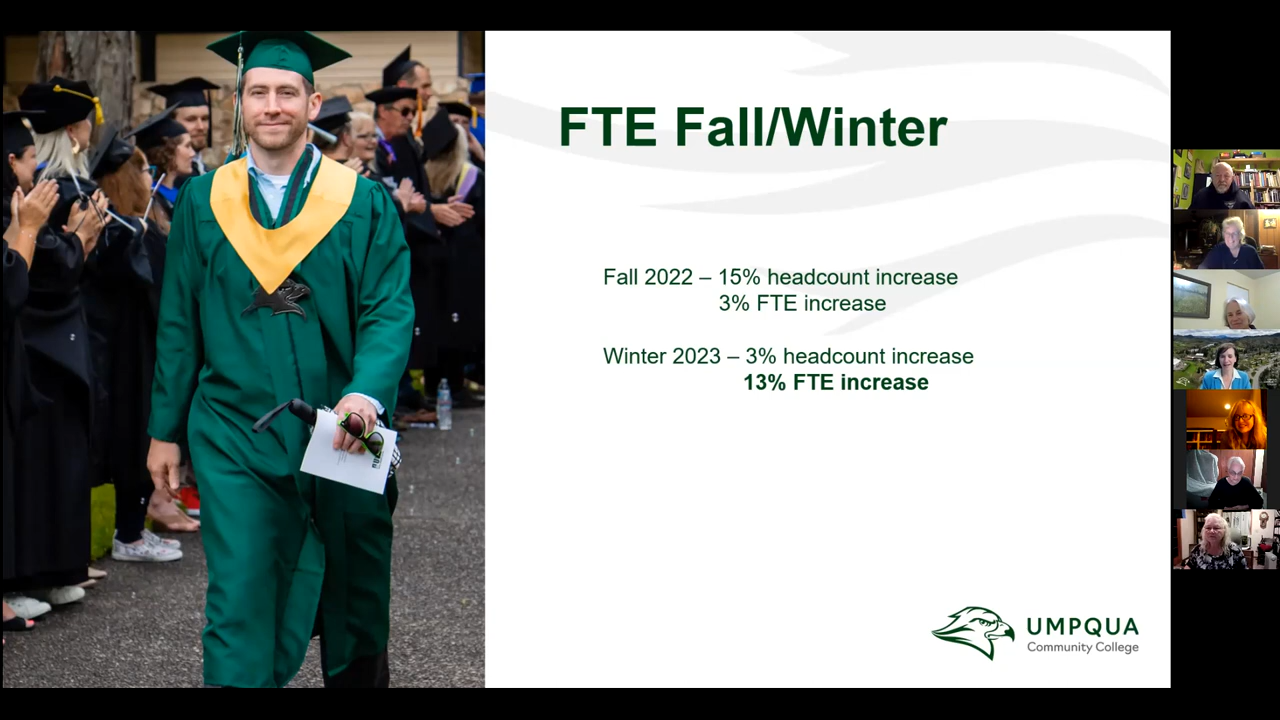 FTE Fall/Winter
Fall 2022 – 15% headcount increase
3% FTE increase
Winter 2023 – 3% headcount increase
13% FTE increase
UMPQUA
Community College